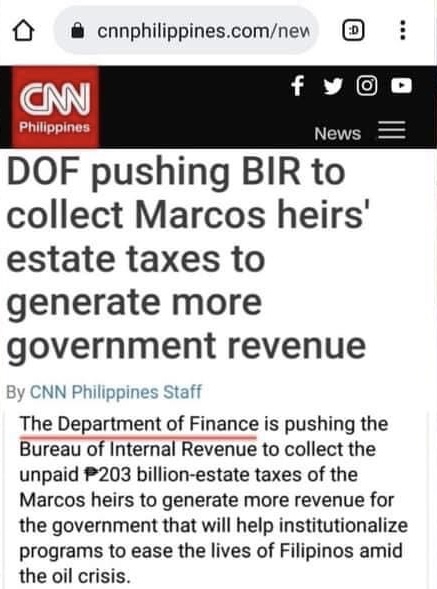 cnnphilippines.com/new
:D
CNN
Philippines
News
DOF pushing BIR to
collect Marcos heirs'
estate taxes to
generate more
government revenue
By CNN Philippines Staff
The Department of Finance is pushing the
Bureau of Internal Revenue to collect the
unpaid ₱203 billion-estate taxes of the
Marcos heirs to generate more revenue for
the government that will help institutionalize
programs to ease the lives of Filipinos amid
the oil crisis.